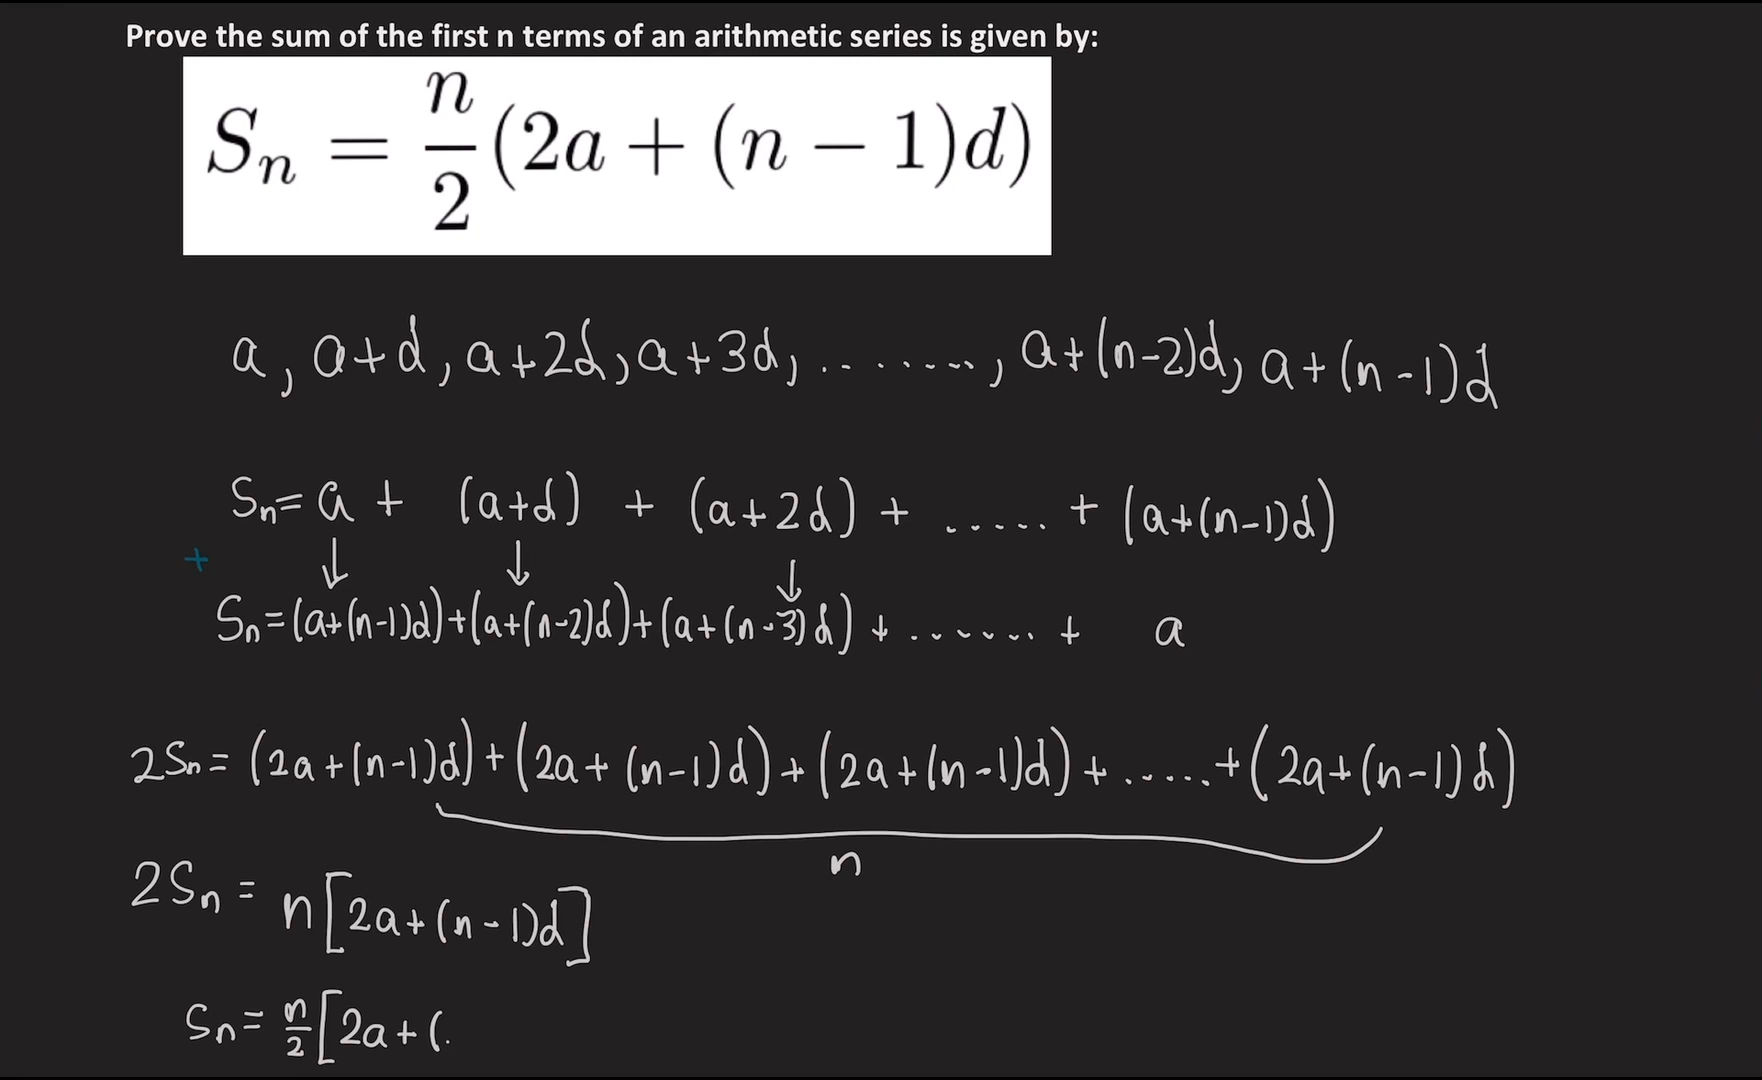 Prove the sum of the first n terms of an arithmetic series is given by:
Sₙ = n/2 (2a + (n − 1)d)
a, a+d, a+2d, a+3d, ........, a+(n-2)d, a+(n-1)d
Sₙ= a + (a+d) + (a+2d) + ..... + (a+(n-1)d)
+ ↓ ↓ ↓
Sₙ=(a+(n-1)d)+(a+(n-2)d)+(a+(n-3)d) + ....... + a
2Sₙ= (2a+(n-1)d)+(2a+(n-1)d)+(2a+(n-1)d)+.....+(2a+(n-1)d)
n
2Sₙ = n[2a+(n-1)d]
Sₙ= n/2 [2a+(.